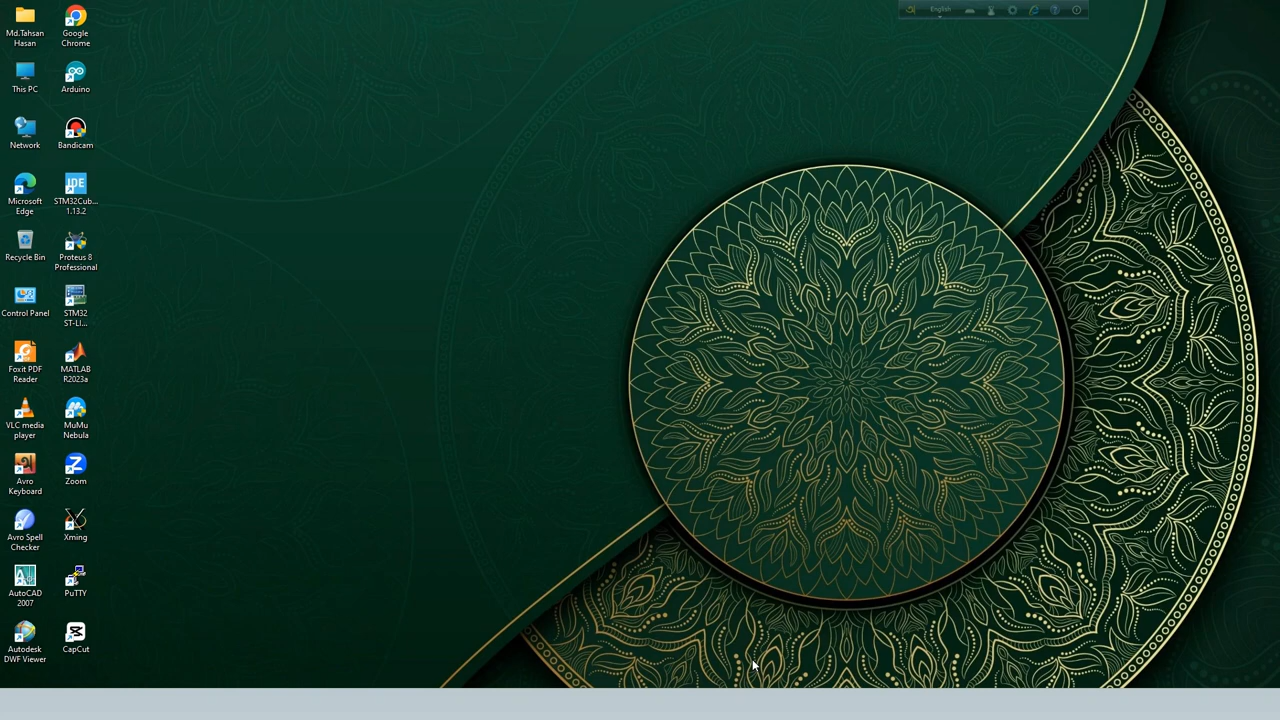 Md.Tahsan
Hasan
Google
Chrome
This PC
Arduino
Network
Bandicam
Microsoft
Edge
IDE
STM32Cub...
1.13.2
Recycle Bin
Proteus 8
Professional
Control Panel
STM32
ST-LI...
Foxit PDF
Reader
MATLAB
R2023a
VLC media
player
MuMu
Nebula
Avro
Keyboard
Zoom
Avro Spell
Checker
Xming
AutoCAD
2007
PuTTY
Autodesk
DWF Viewer
CapCut
English